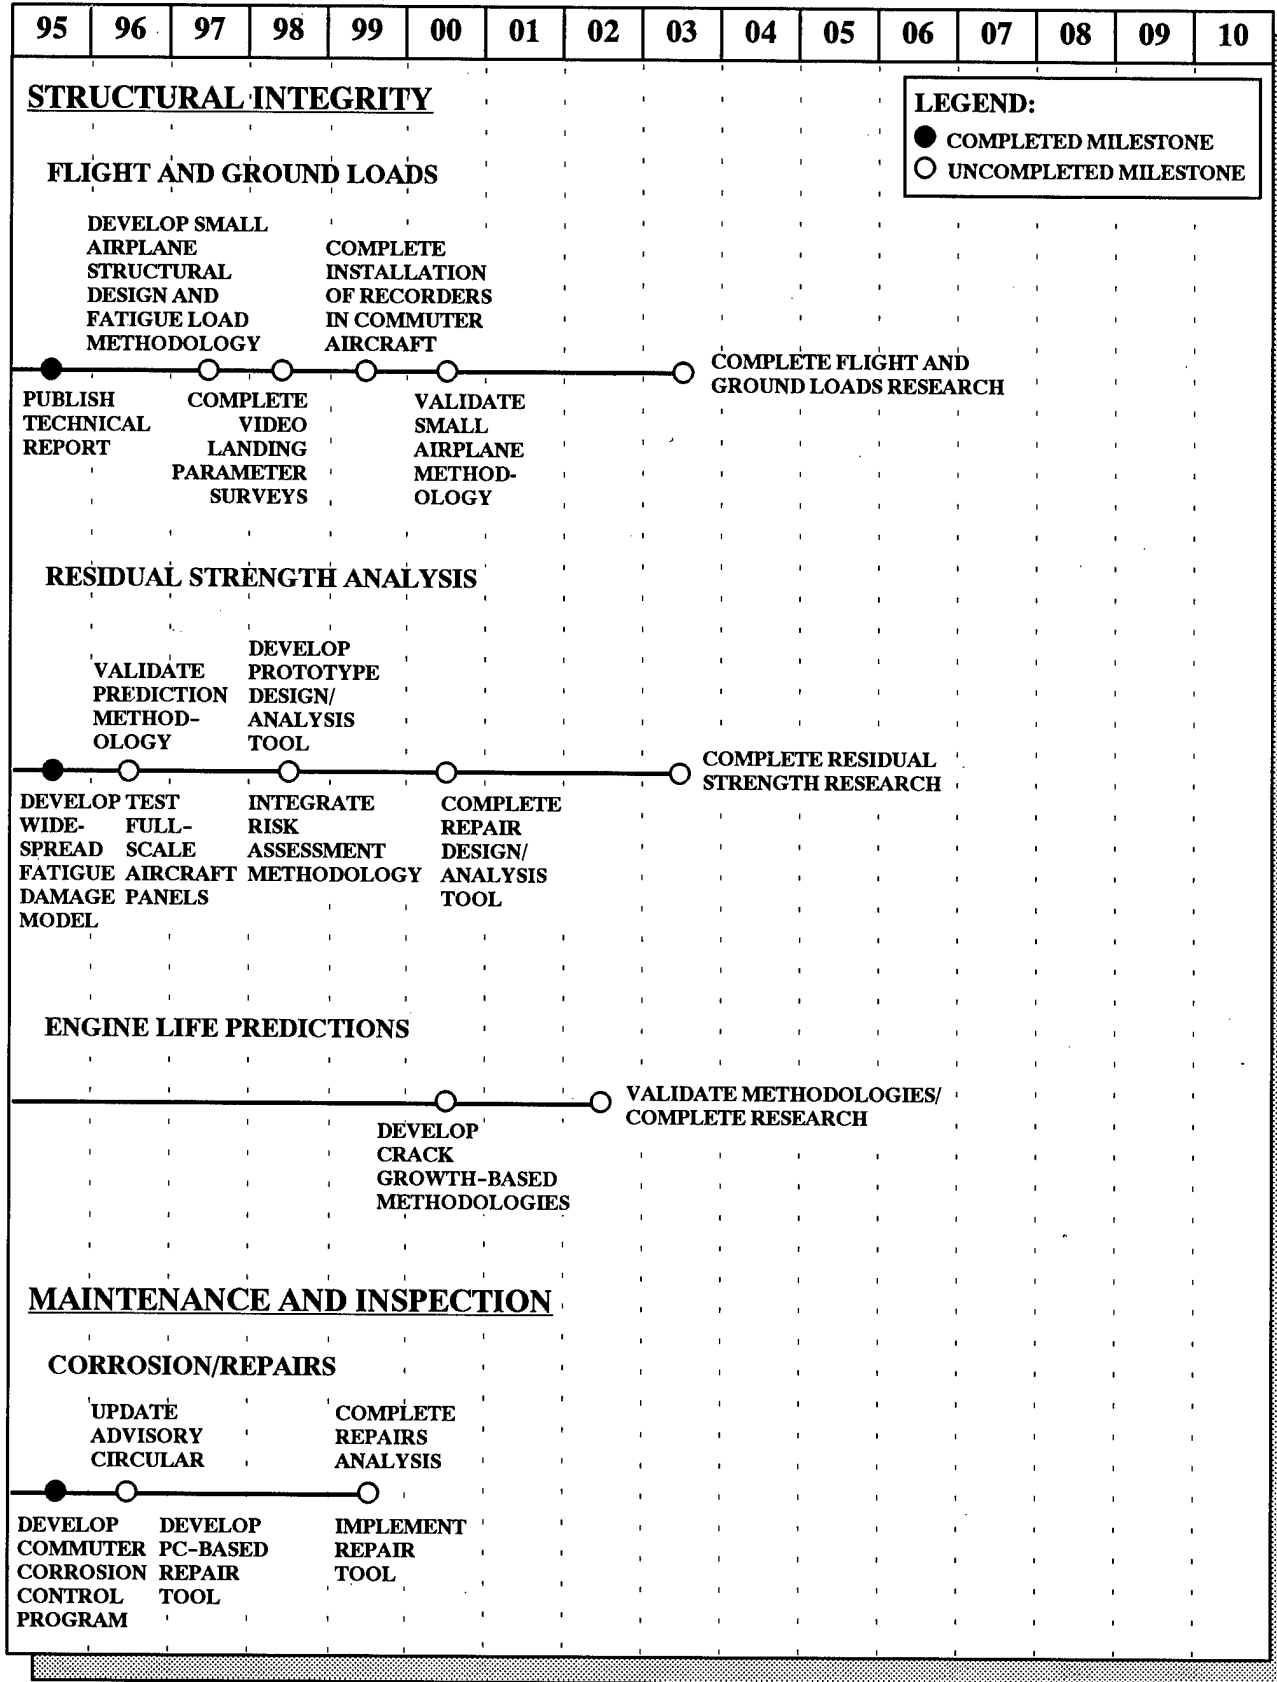 95 96 97 98 99 00 01 02 03 04 05 06 07 08 09 10
STRUCTURAL INTEGRITY
LEGEND:
COMPLETED MILESTONE
UNCOMPLETED MILESTONE
FLIGHT AND GROUND LOADS
DEVELOP SMALL
AIRPLANE
STRUCTURAL
DESIGN AND
FATIGUE LOAD
METHODOLOGY
COMPLETE
INSTALLATION
OF RECORDERS
IN COMMUTER
AIRCRAFT
COMPLETE FLIGHT AND
GROUND LOADS RESEARCH
PUBLISH
TECHNICAL
REPORT
COMPLETE
VIDEO
LANDING
PARAMETER
SURVEYS
VALIDATE
SMALL
AIRPLANE
METHOD-
OLOGY
RESIDUAL STRENGTH ANALYSIS
VALIDATE
PREDICTION
METHOD-
OLOGY
DEVELOP
PROTOTYPE
DESIGN/
ANALYSIS
TOOL
COMPLETE RESIDUAL
STRENGTH RESEARCH
DEVELOP
WIDE-
SPREAD
FATIGUE
DAMAGE
MODEL
TEST
FULL-
SCALE
AIRCRAFT
PANELS
INTEGRATE
RISK
ASSESSMENT
METHODOLOGY
COMPLETE
REPAIR
DESIGN/
ANALYSIS
TOOL
ENGINE LIFE PREDICTIONS
VALIDATE METHODOLOGIES/
COMPLETE RESEARCH
DEVELOP
CRACK
GROWTH-BASED
METHODOLOGIES
MAINTENANCE AND INSPECTION
CORROSION/REPAIRS
UPDATE
ADVISORY
CIRCULAR
COMPLETE
REPAIRS
ANALYSIS
DEVELOP
COMMUTER
CORROSION
CONTROL
PROGRAM
DEVELOP
PC-BASED
REPAIR
TOOL
IMPLEMENT
REPAIR
TOOL